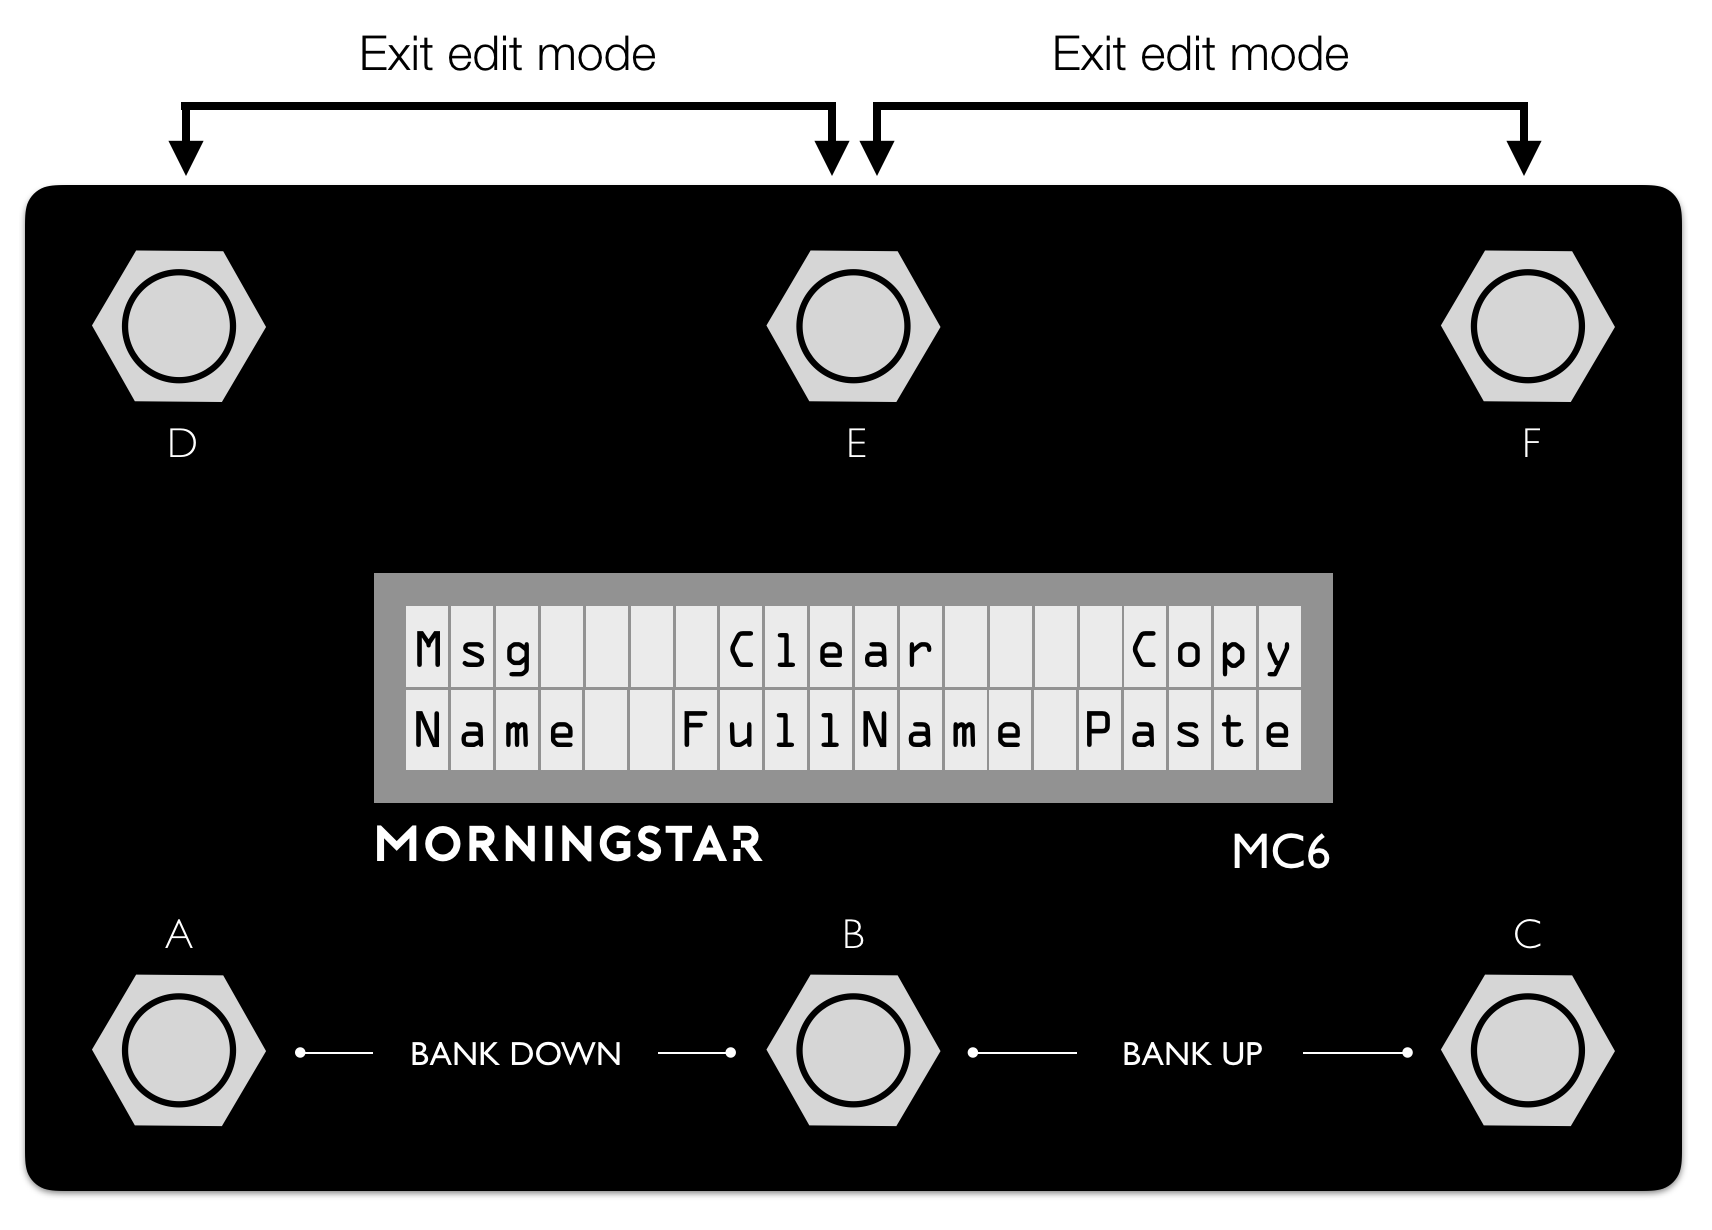 Exit edit mode Exit edit mode
D E F
Msg Clear Copy
Name FullName Paste
MORNINGSTAR MC6
A B C
BANK DOWN BANK UP